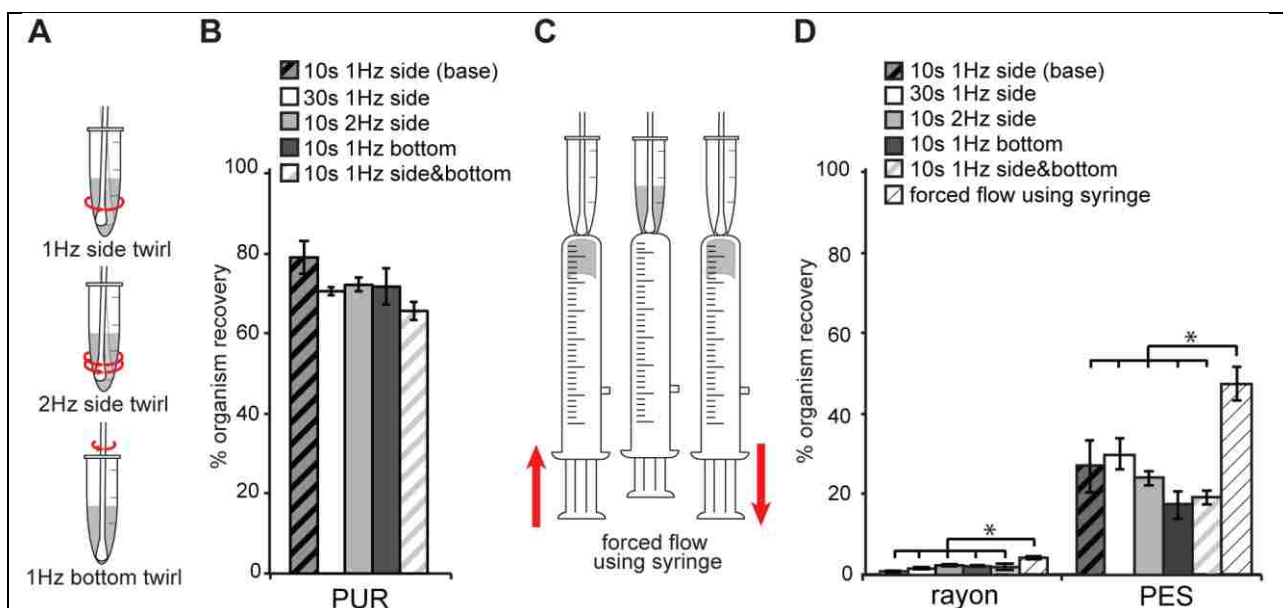 A
1Hz side twirl
2Hz side twirl
1Hz bottom twirl
B
10s 1Hz side (base)
30s 1Hz side
10s 2Hz side
10s 1Hz bottom
10s 1Hz side&bottom
% organism recovery
100
80
60
40
20
0
PUR
C
forced flow
using syringe
D
10s 1Hz side (base)
30s 1Hz side
10s 2Hz side
10s 1Hz bottom
10s 1Hz side&bottom
forced flow using syringe
% organism recovery
100
80
60
40
20
0
*
*
rayon
PES